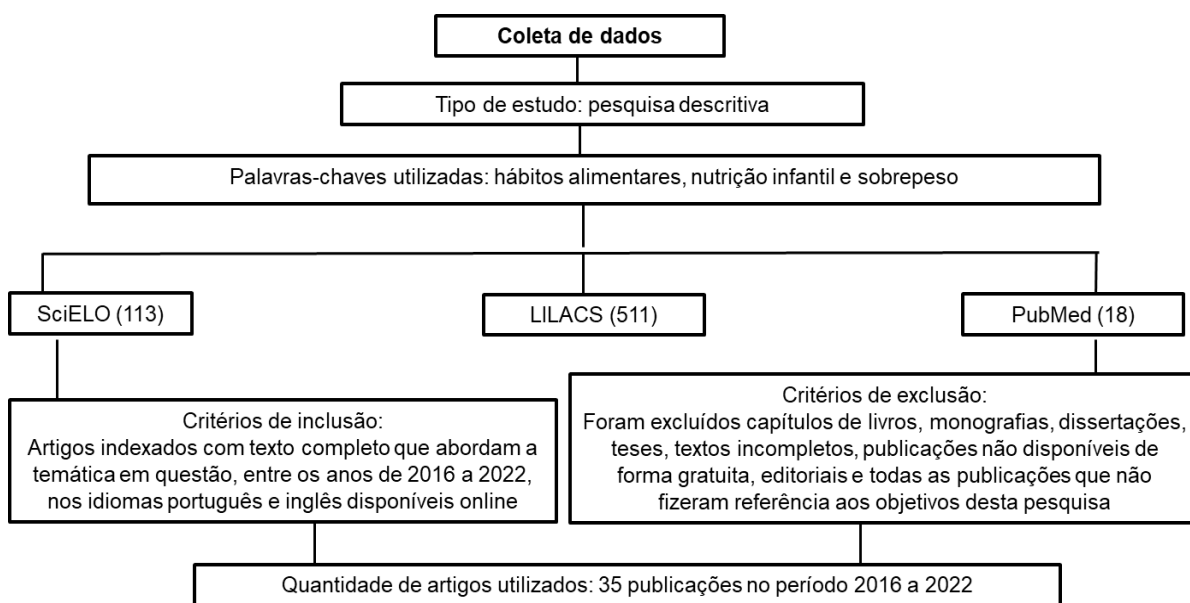 Coleta de dados
Tipo de estudo: pesquisa descritiva
Palavras-chaves utilizadas: hábitos alimentares, nutrição infantil e sobrepeso
SciELO (113)
LILACS (511)
PubMed (18)
Critérios de inclusão:
Artigos indexados com texto completo que abordam a
temática em questão, entre os anos de 2016 a 2022,
nos idiomas português e inglês disponíveis online
Critérios de exclusão:
Foram excluídos capítulos de livros, monografias, dissertações,
teses, textos incompletos, publicações não disponíveis de
forma gratuita, editoriais e todas as publicações que não
fizeram referência aos objetivos desta pesquisa
Quantidade de artigos utilizados: 35 publicações no período 2016 a 2022